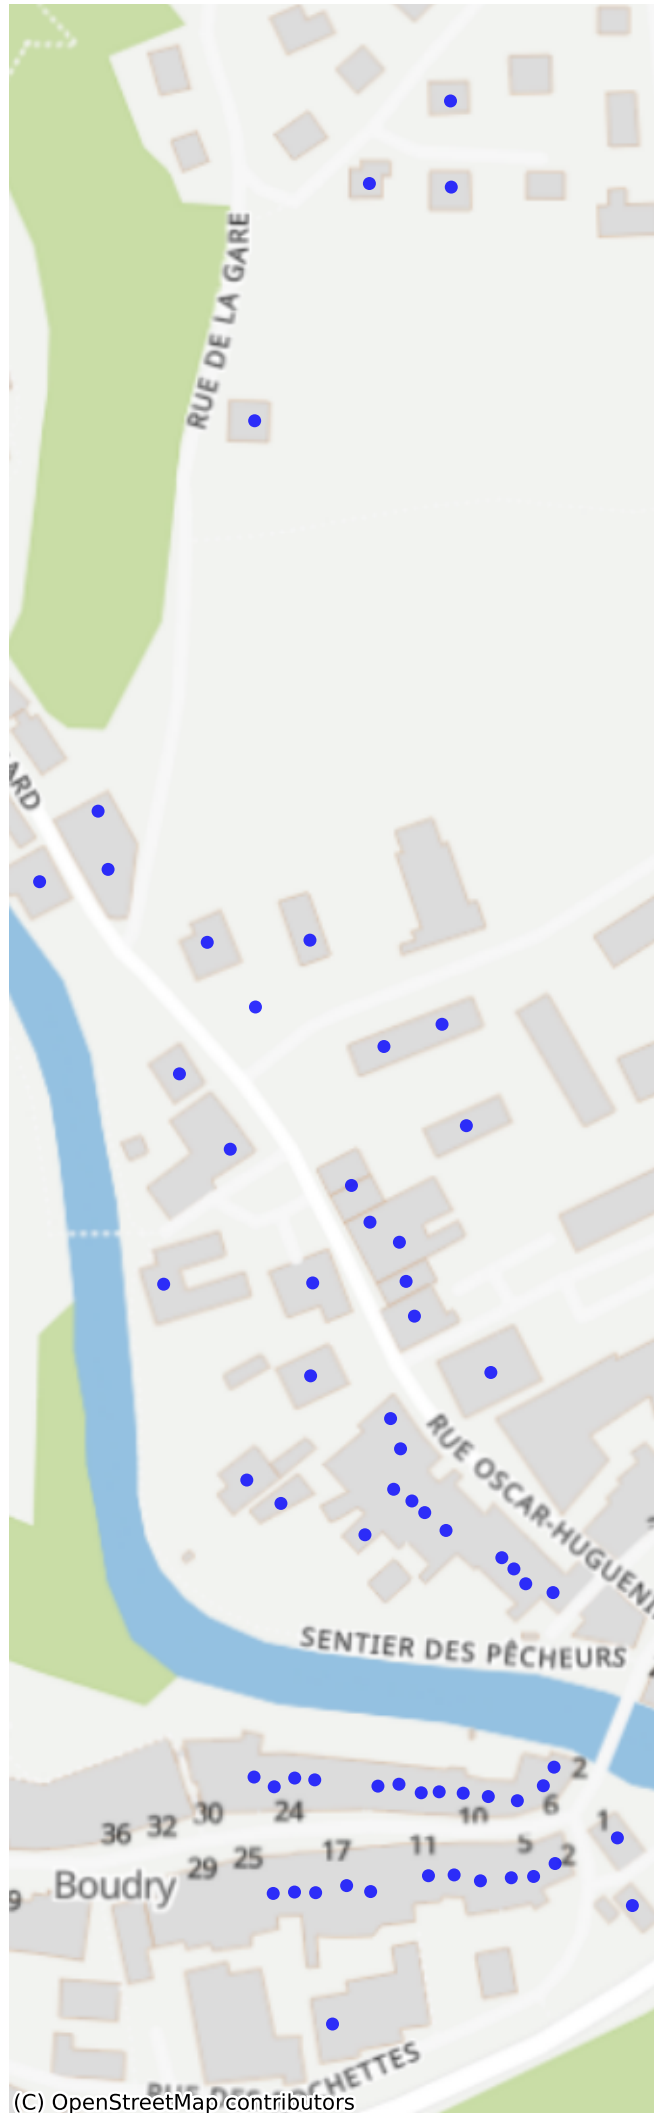 RUE DE LA GARE
ARD
RUE OSCAR-HUGUENI
SENTIER DES PÊCHEURS
2
6
10
24
30
32
36
1
2
5
11
17
25
29
Boudry
9
(C) OpenStreetMap contributors